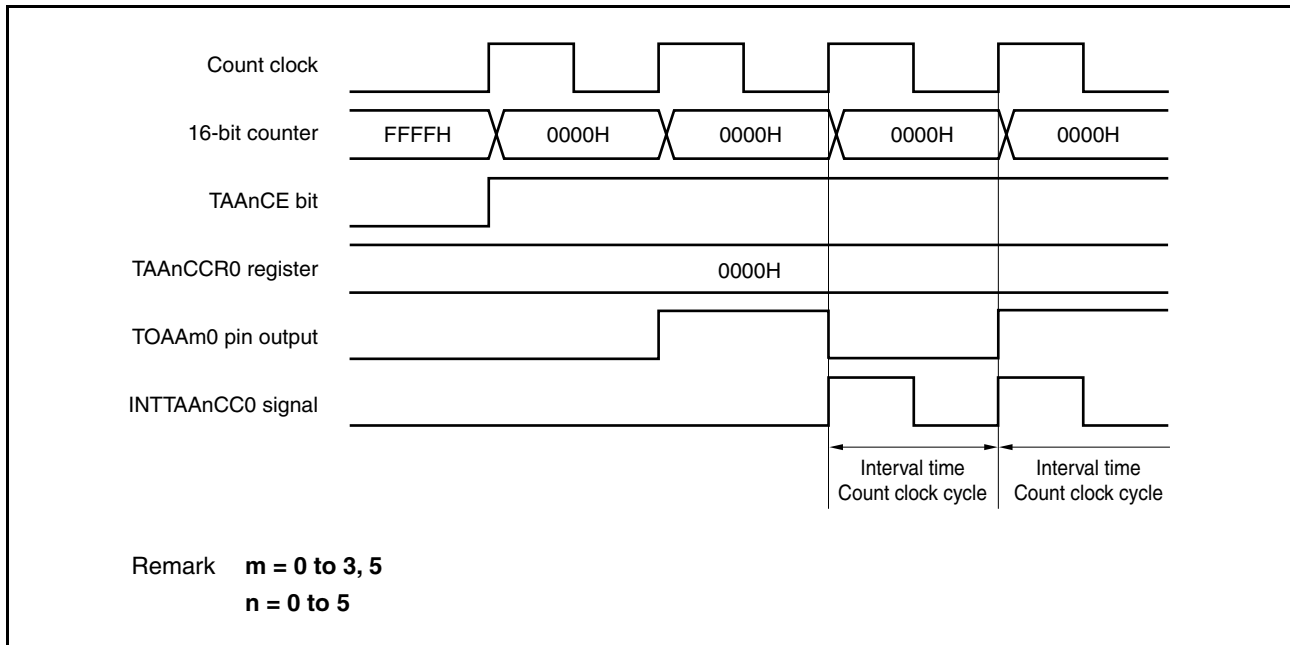 Count clock
16-bit counter FFFFH 0000H 0000H 0000H 0000H
TAAnCE bit
TAAnCCR0 register 0000H
TOAAm0 pin output
INTTAAnCC0 signal
Interval time Interval time
Count clock cycle Count clock cycle
Remark m = 0 to 3, 5
n = 0 to 5